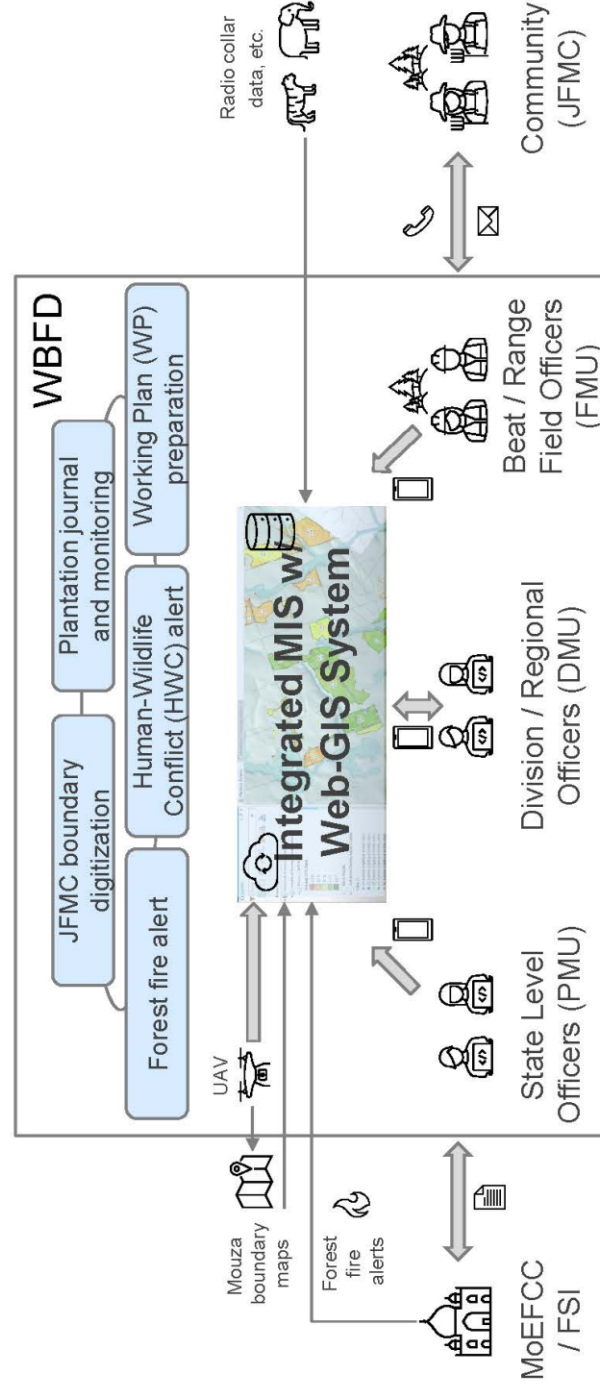 WBFD
JFMC boundary
digitization
Plantation journal
and monitoring
Forest fire alert
Human-Wildlife
Conflict (HWC) alert
Working Plan (WP)
preparation
UAV
Mouza
boundary
maps
Forest
fire
alerts
Integrated MIS w/
Web-GIS System
Radio collar
data, etc.
MoEFCC
/ FSI
State Level
Officers (PMU)
Division / Regional
Officers (DMU)
Beat / Range
Field Officers
(FMU)
Community
(JFMC)